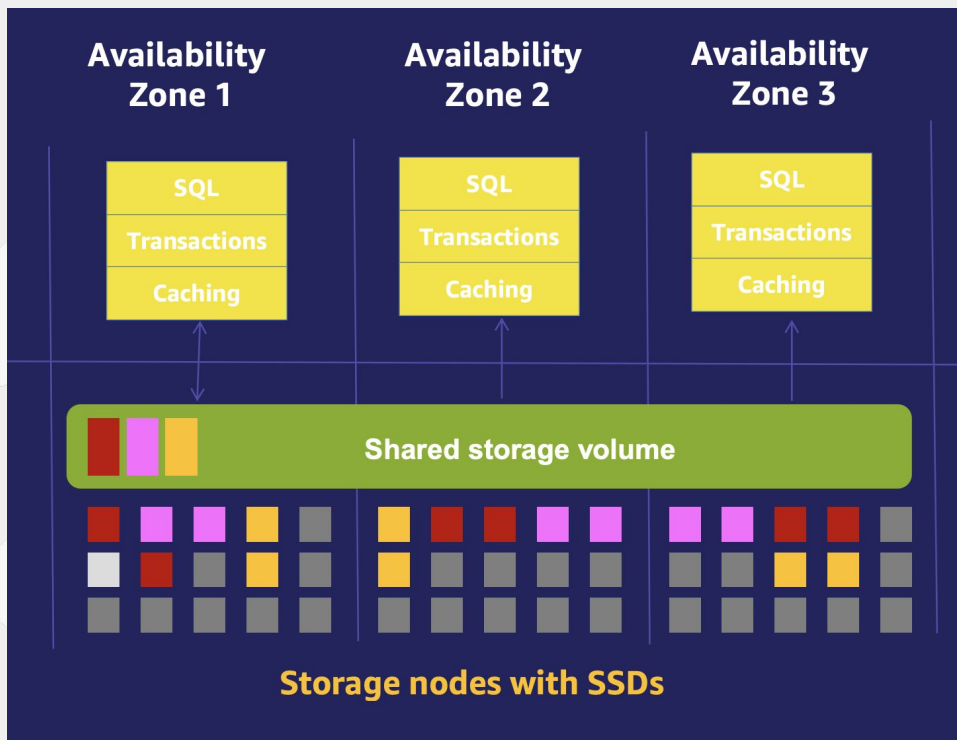 Availability
Zone 1
Availability
Zone 2
Availability
Zone 3
SQL
Transactions
Caching
SQL
Transactions
Caching
SQL
Transactions
Caching
Shared storage volume
Storage nodes with SSDs